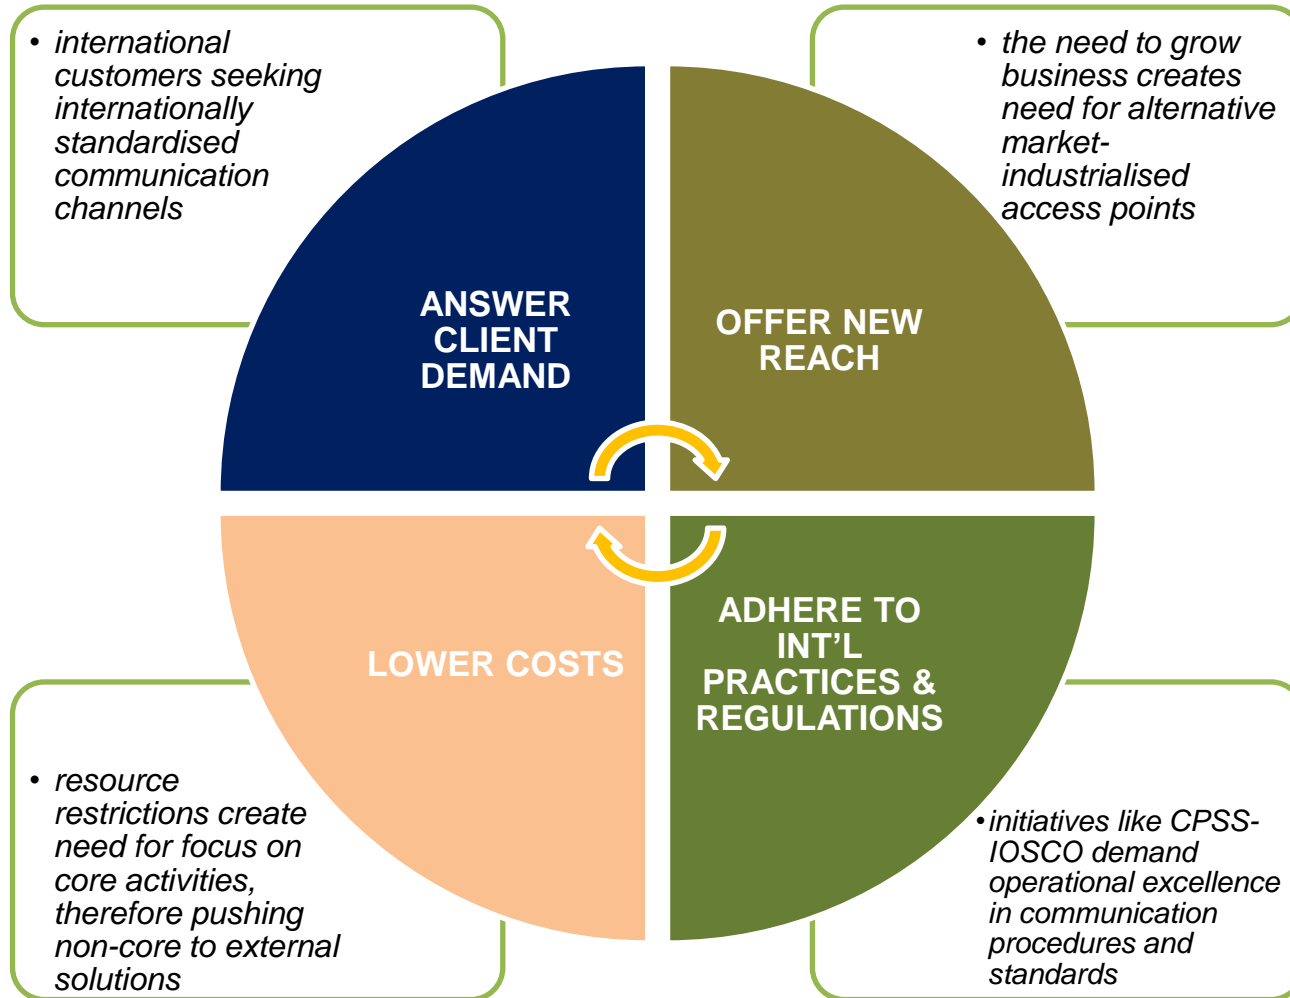 • international
customers seeking
internationally
standardised
communication
channels
• the need to grow
business creates
need for alternative
market-
industrialised
access points
ANSWER
CLIENT
DEMAND
OFFER NEW
REACH
LOWER COSTS
ADHERE TO
INT’L
PRACTICES &
REGULATIONS
• resource
restrictions create
need for focus on
core activities,
therefore pushing
non-core to external
solutions
•initiatives like CPSS-
IOSCO demand
operational excellence
in communication
procedures and
standards